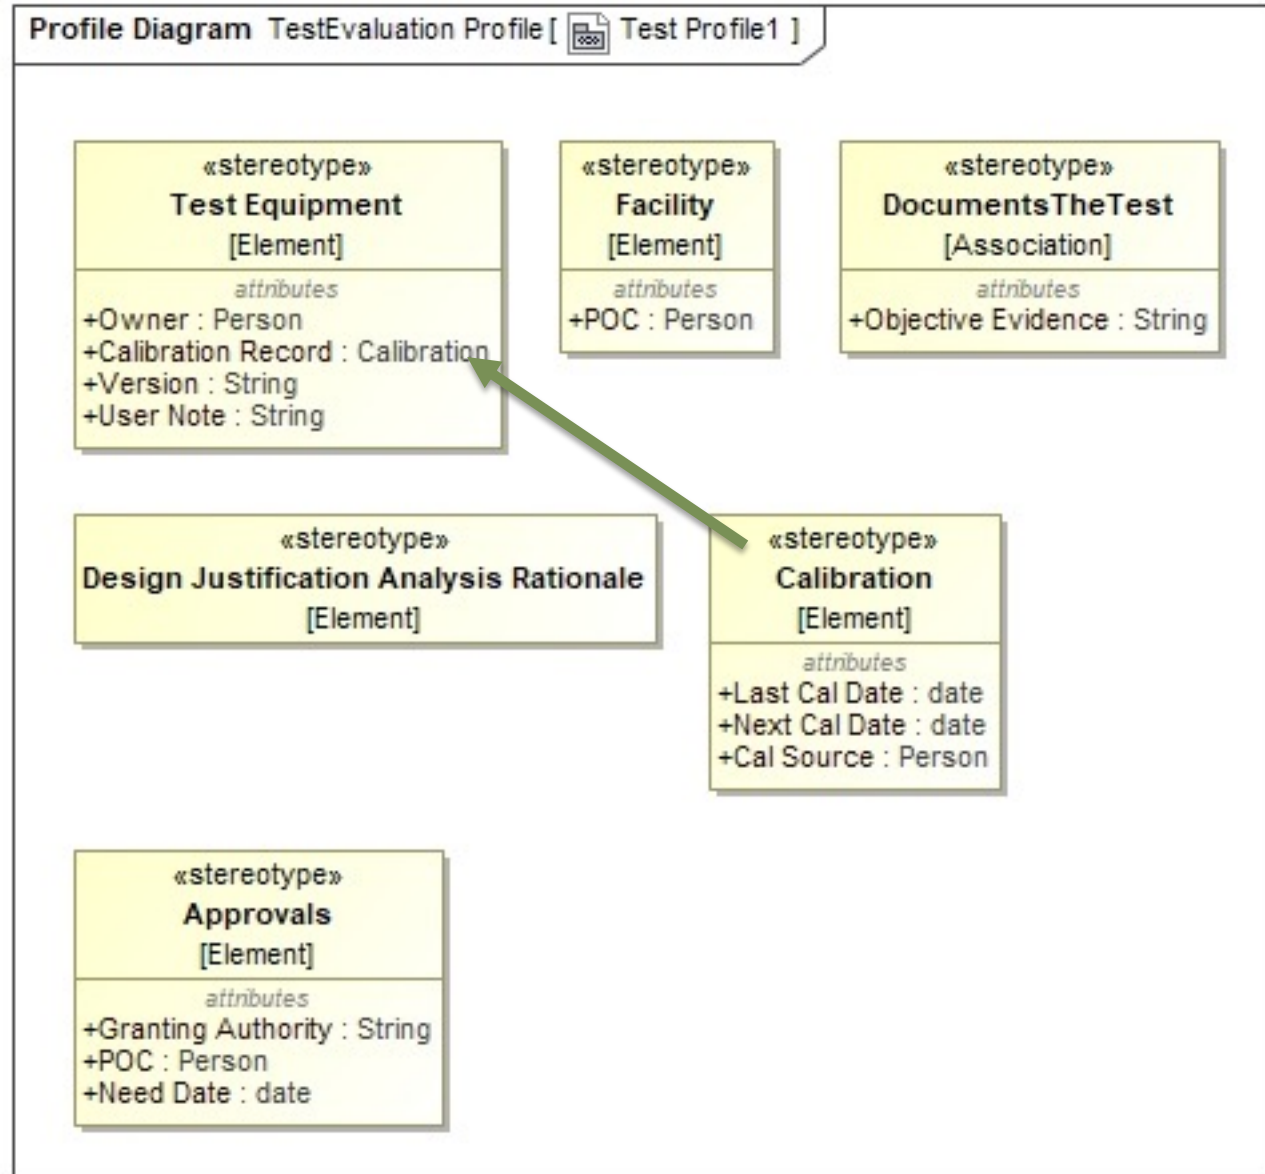 Profile Diagram TestEvaluation Profile [ Test Profile1 ]
«stereotype»
Test Equipment
[Element]
attributes
+Owner : Person
+Calibration Record : Calibration
+Version : String
+User Note : String
«stereotype»
Facility
[Element]
attributes
+POC : Person
«stereotype»
DocumentsTheTest
[Association]
attributes
+Objective Evidence : String
«stereotype»
Design Justification Analysis Rationale
[Element]
«stereotype»
Calibration
[Element]
attributes
+Last Cal Date : date
+Next Cal Date : date
+Cal Source : Person
«stereotype»
Approvals
[Element]
attributes
+Granting Authority : String
+POC : Person
+Need Date : date